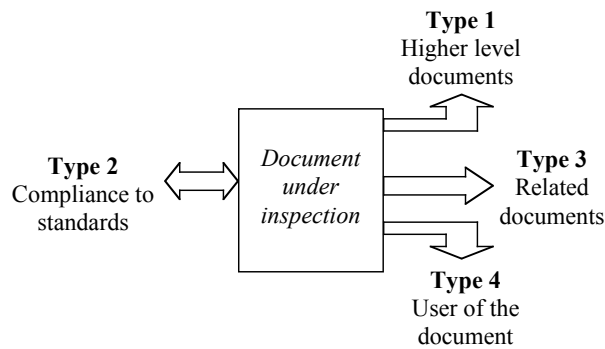 Type 1
Higher level
documents
Type 2
Compliance to
standards
Document
under
inspection
Type 3
Related
documents
Type 4
User of the
document